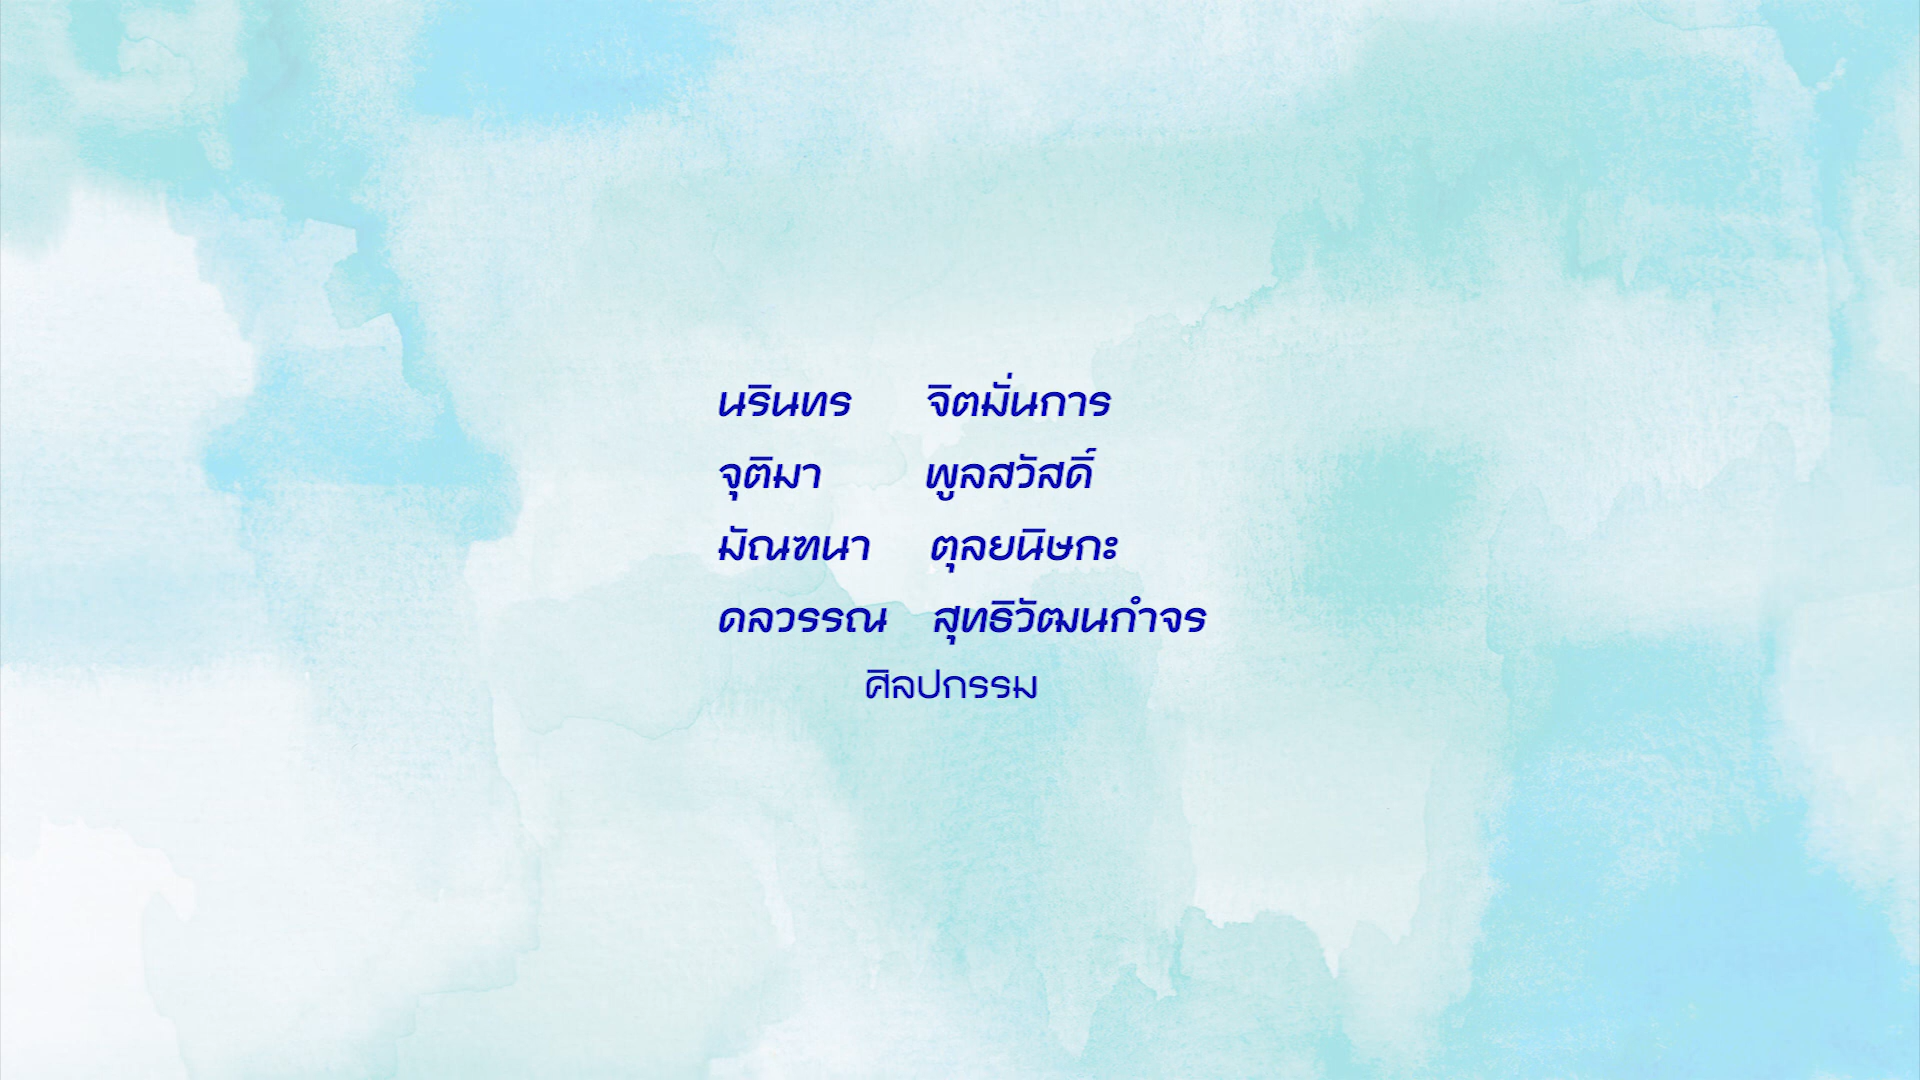 นรินทร จิตมั่นการ
จุติมา พูลสวัสดิ์
มัณฑนา ตุลยนิษกะ
ดลวรรณ สุทธิวัฒนกำจร
ศิลปกรรม